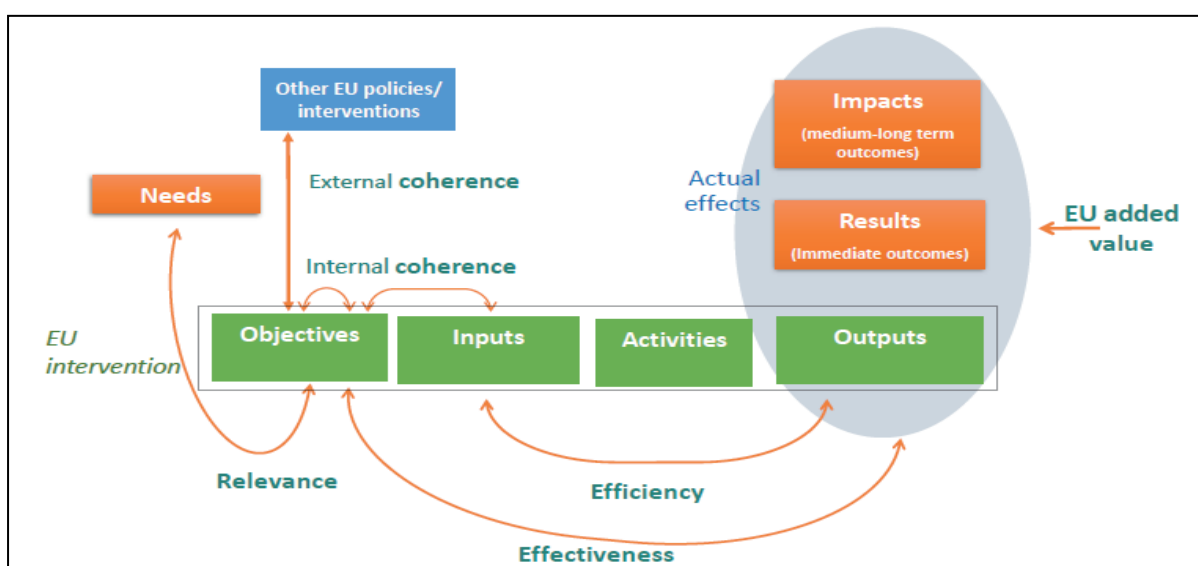 Other EU policies/
interventions
Impacts
(medium-long term
outcomes)
Needs
External coherence
Actual
effects
Results
(Immediate outcomes)
EU added
value
Internal coherence
EU
intervention
Objectives
Inputs
Activities
Outputs
Relevance
Efficiency
Effectiveness